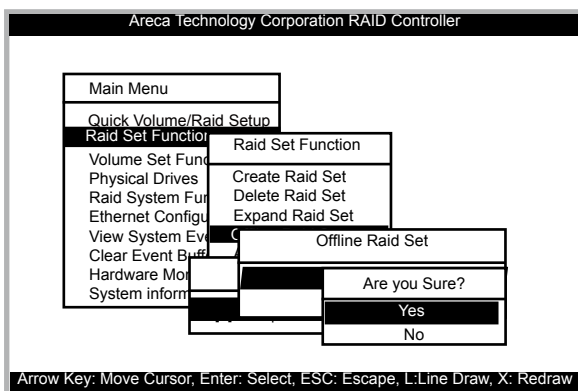 Areca Technology Corporation RAID Controller
Main Menu
Quick Volume/Raid Setup
Raid Set Function
Volume Set Func
Physical Drives
Raid System Fun
Ethernet Configu
View System Eve
Clear Event Buff
Hardware Mon
System inform
Raid Set Function
Create Raid Set
Delete Raid Set
Expand Raid Set
Offline Raid Set
Are you Sure?
Yes
No
Arrow Key: Move Cursor, Enter: Select, ESC: Escape, L:Line Draw, X: Redraw